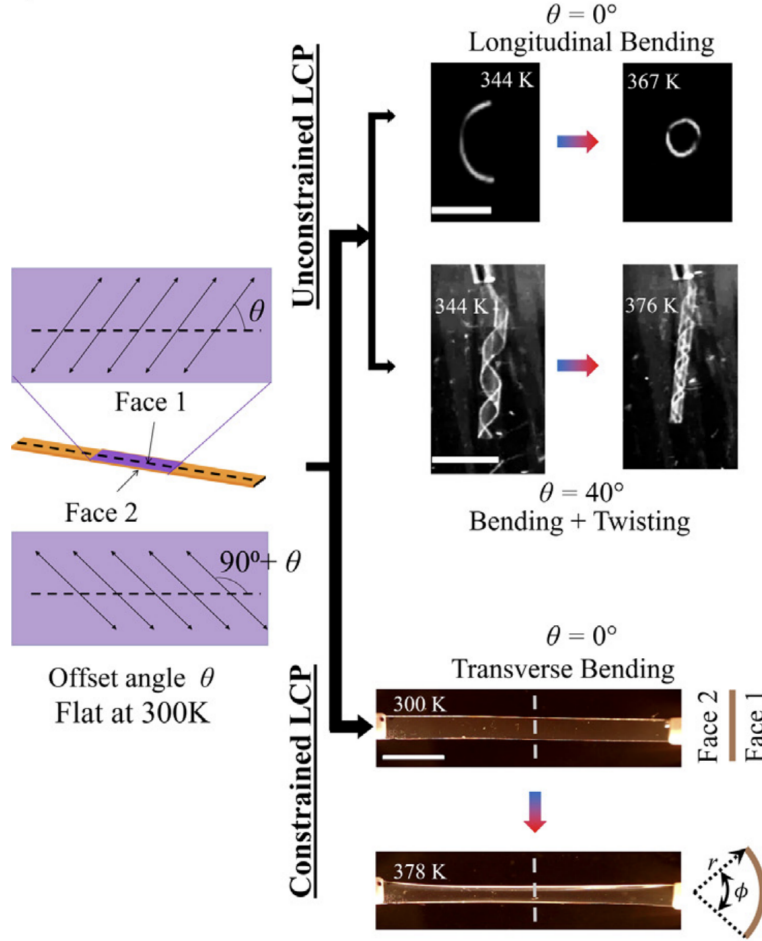 θ = 0°
Longitudinal Bending
Unconstrained LCP
344 K
367 K
θ
344 K
376 K
Face 1
Face 2
θ = 40°
Bending + Twisting
90º+ θ
θ = 0°
Transverse Bending
Offset angle θ
Flat at 300K
Constrained LCP
300 K
Face 2
Face 1
378 K
r
ϕ